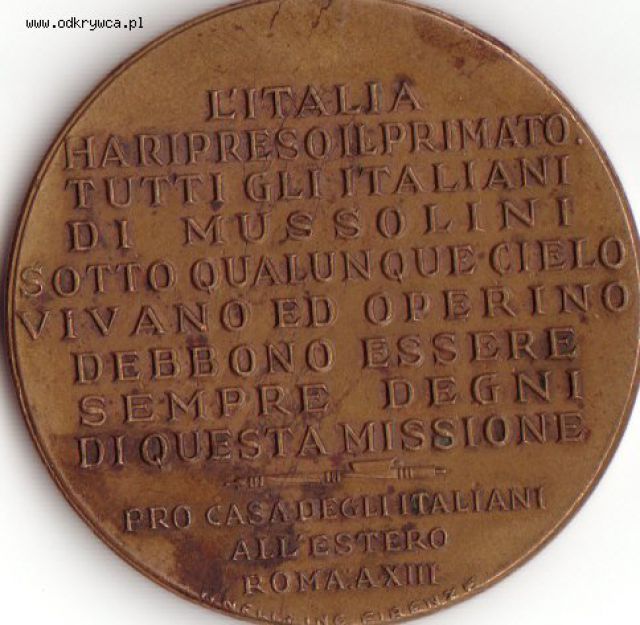 www.odkrywca.pl
L'ITALIA
HA RIPRESO IL PRIMATO.
TUTTI GLI ITALIANI
DI MUSSOLINI
SOTTO QUALUNQUE CIELO
VIVANO ED OPERINO
DEBBONO ESSERE
SEMPRE DEGNI
DI QUESTA MISSIONE
PRO CASA DEGLI ITALIANI
ALL'ESTERO
ROMA.A.XIII
FIRENZE